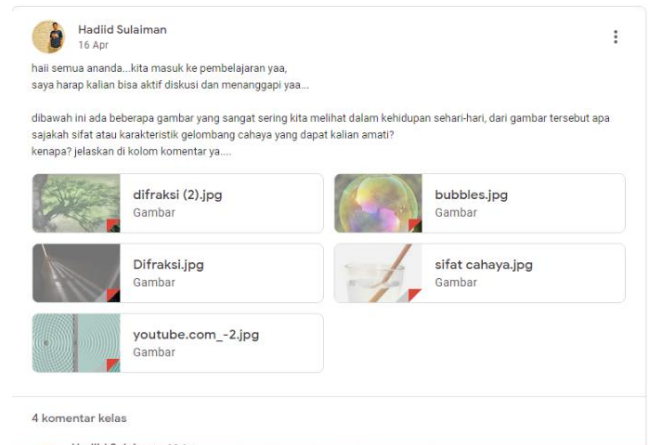 Hadiid Sulaiman
16 Apr
haii semua ananda...kita masuk ke pembelajaran yaa,
saya harap kalian bisa aktif diskusi dan menanggapi yaa...
dibawah ini ada beberapa gambar yang sangat sering kita melihat dalam kehidupan sehari-hari, dari gambar tersebut apa
sajakah sifat atau karakteristik gelombang cahaya yang dapat kalian amati?
kenapa? jelaskan di kolom komentar ya....
difraksi (2).jpg
Gambar
bubbles.jpg
Gambar
Difraksi.jpg
Gambar
sifat cahaya.jpg
Gambar
youtube.com_-2.jpg
Gambar
4 komentar kelas